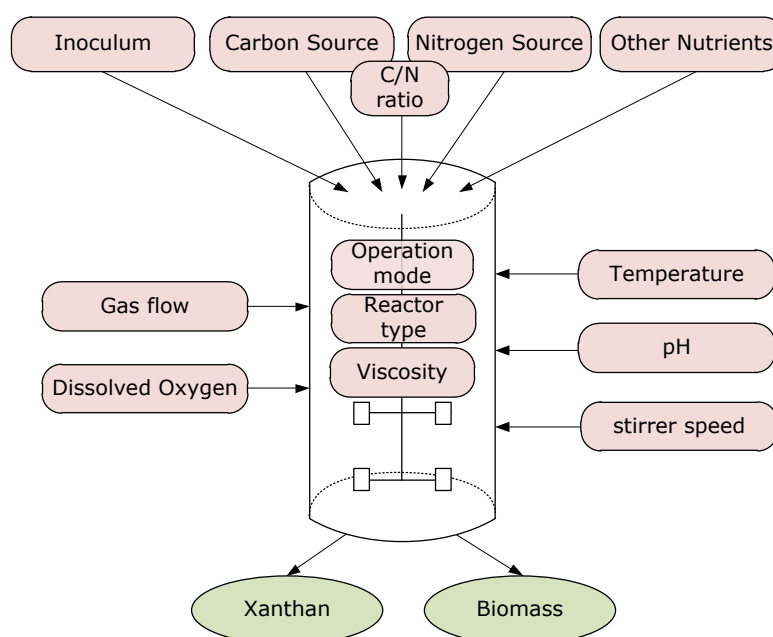 Inoculum
Carbon Source
Nitrogen Source
Other Nutrients
C/N
ratio
Operation
mode
Temperature
Gas flow
Reactor
type
pH
Viscosity
Dissolved Oxygen
stirrer speed
Xanthan
Biomass